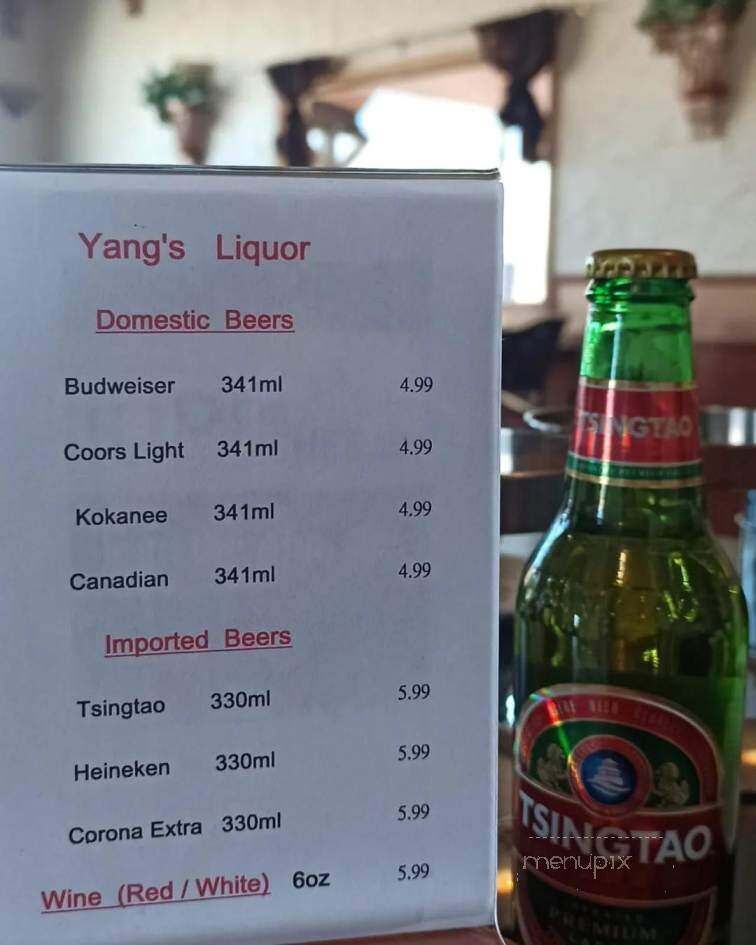 Yang's Liquor
Domestic Beers
Budweiser 341ml 4.99
Coors Light 341ml 4.99
Kokanee 341ml 4.99
Canadian 341ml 4.99
Imported Beers
Tsingtao 330ml 5.99
Heineken 330ml 5.99
Corona Extra 330ml 5.99
Wine (Red / White) 6oz 5.99
TSINGTAO
TSINGTAO
menupix
PREMIUM